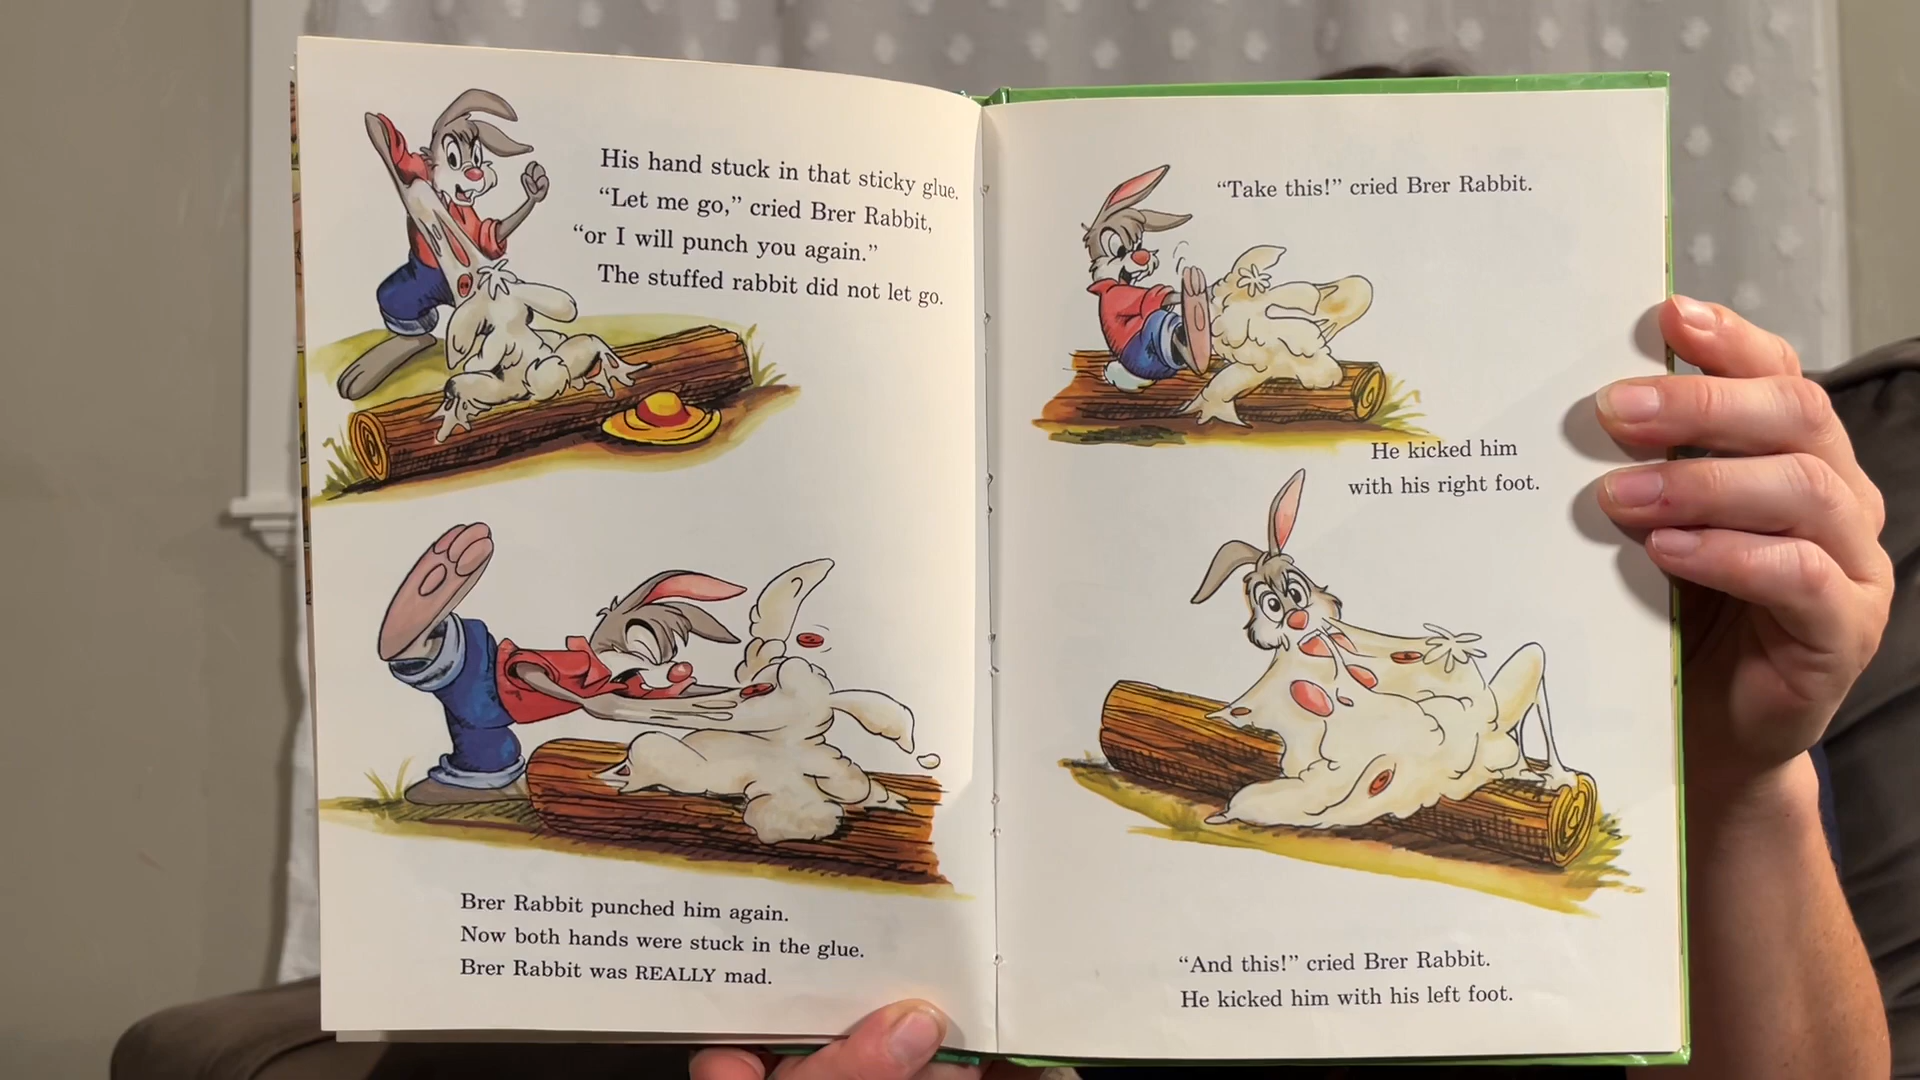 His hand stuck in that sticky glue.
“Let me go,” cried Brer Rabbit,
“or I will punch you again.”
The stuffed rabbit did not let go.
Brer Rabbit punched him again.
Now both hands were stuck in the glue.
Brer Rabbit was REALLY mad.
“Take this!” cried Brer Rabbit.
He kicked him
with his right foot.
“And this!” cried Brer Rabbit.
He kicked him with his left foot.